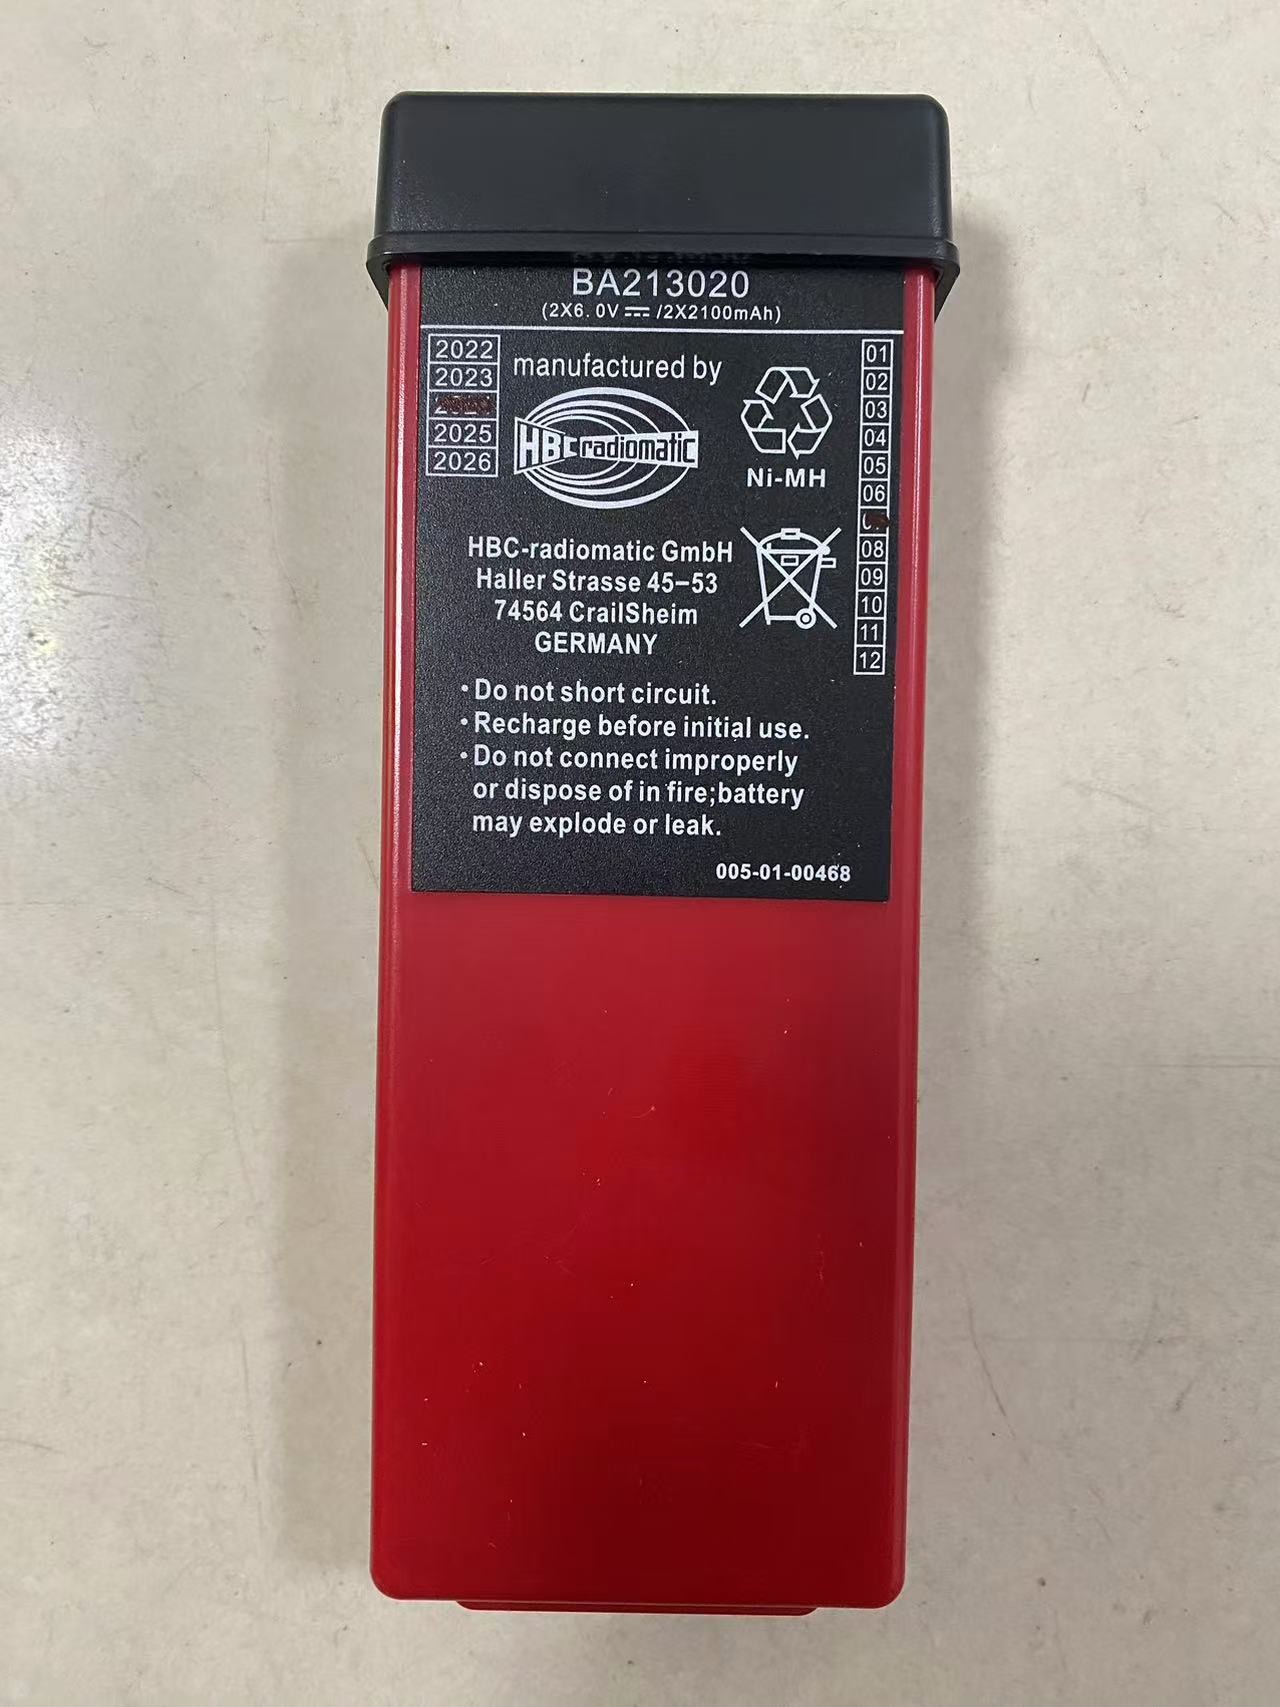 BA213020
(2X6.0V /2X2100mAh)
2022
2023
2025
2026
manufactured by
HBC radiomatic
Ni-MH
01
02
03
04
05
06
08
09
10
11
12
HBC-radiomatic GmbH
Haller Strasse 45–53
74564 CrailSheim
GERMANY
• Do not short circuit.
• Recharge before initial use.
• Do not connect improperly
or dispose of in fire;battery
may explode or leak.
005-01-00468